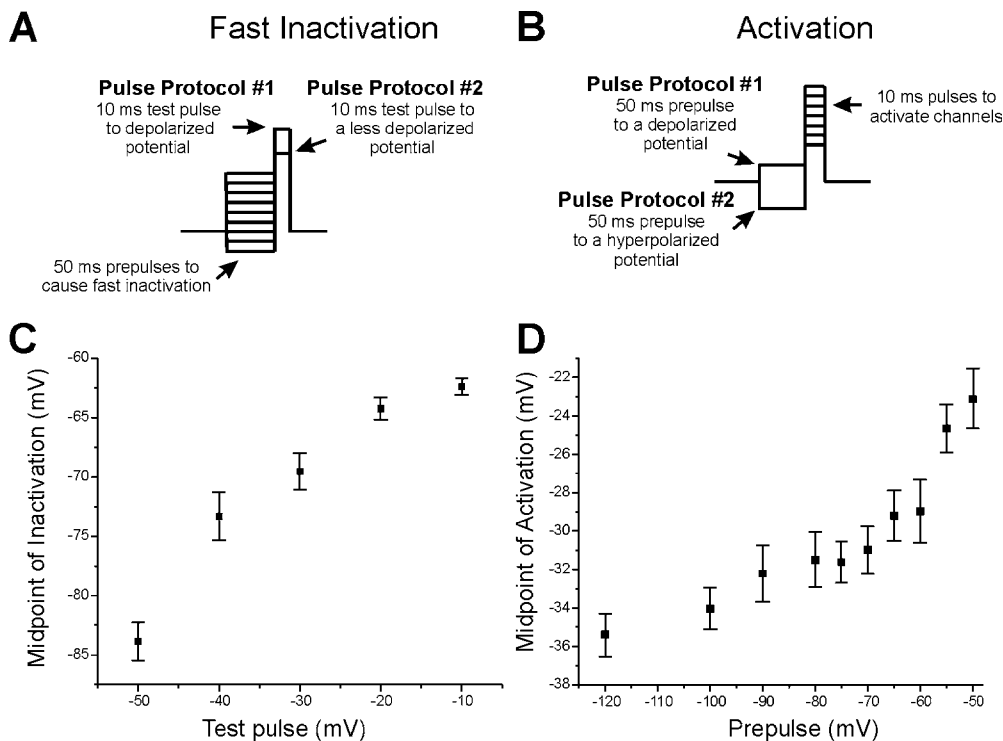 A
Fast Inactivation
Pulse Protocol #1
10 ms test pulse
to depolarized
potential
Pulse Protocol #2
10 ms test pulse to
a less depolarized
potential
50 ms prepulses to
cause fast inactivation
B
Activation
Pulse Protocol #1
50 ms prepulse
to a depolarized
potential
10 ms pulses to
activate channels
Pulse Protocol #2
50 ms prepulse
to a hyperpolarized
potential
C
Midpoint of Inactivation (mV)
-60
-65
-70
-75
-80
-85
-50
-40
-30
-20
-10
Test pulse (mV)
D
Midpoint of Activation (mV)
-22
-24
-26
-28
-30
-32
-34
-36
-38
-120
-110
-100
-90
-80
-70
-60
-50
Prepulse (mV)